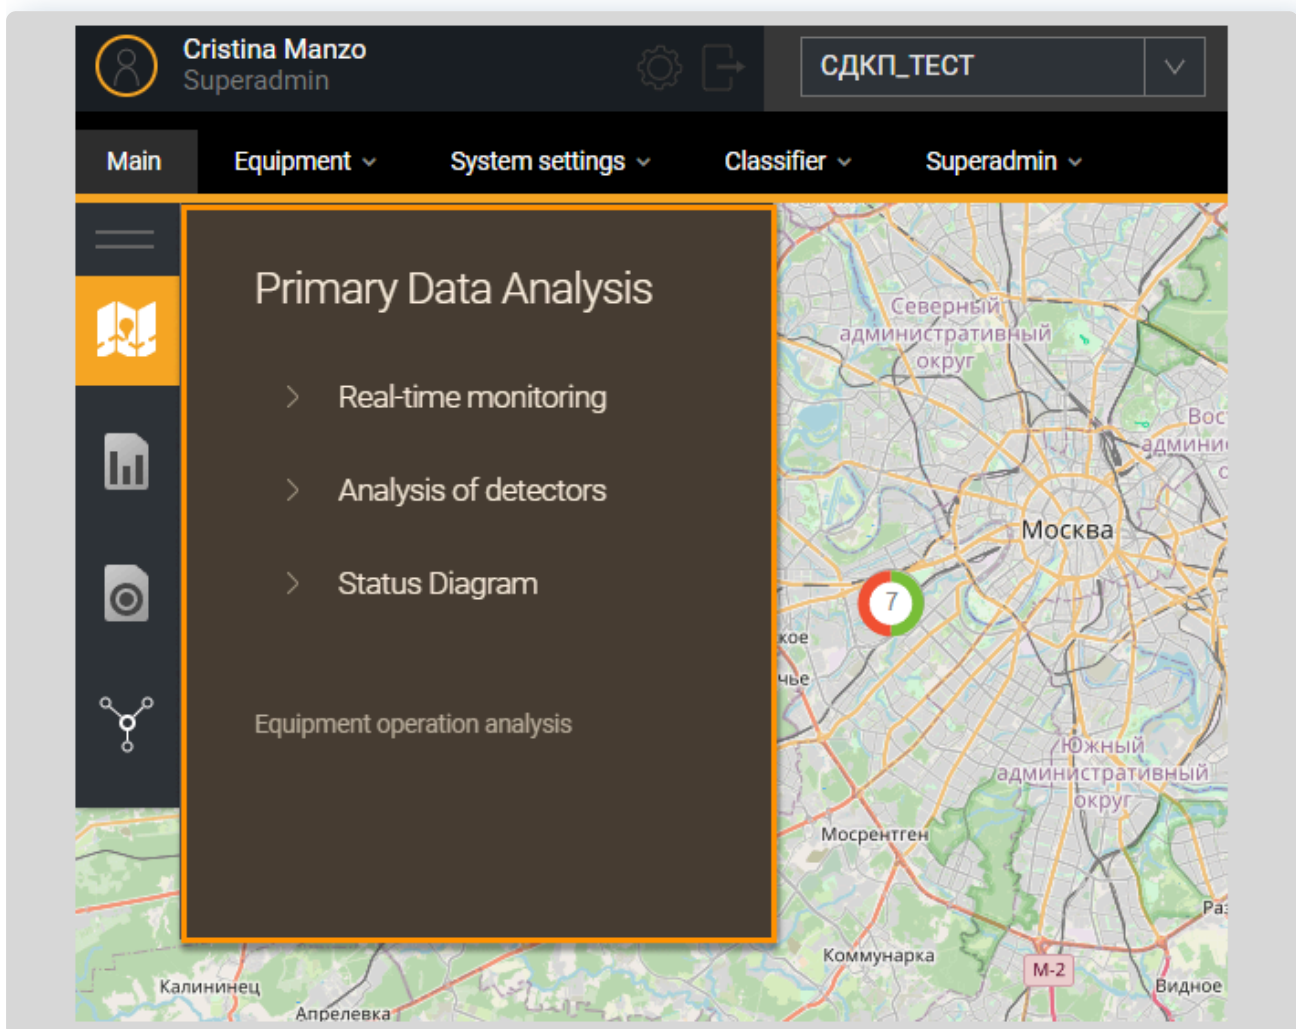 Cristina Manzo
Superadmin
СДКП_ТЕСТ
Main
Equipment
System settings
Classifier
Superadmin
Primary Data Analysis
Real-time monitoring
Analysis of detectors
Status Diagram
Equipment operation analysis
Северный
административный
округ
Москва
7
Южный
административный
округ
Мосрентген
Коммунарка
М-2
Видное
Калининец
Апрелевка